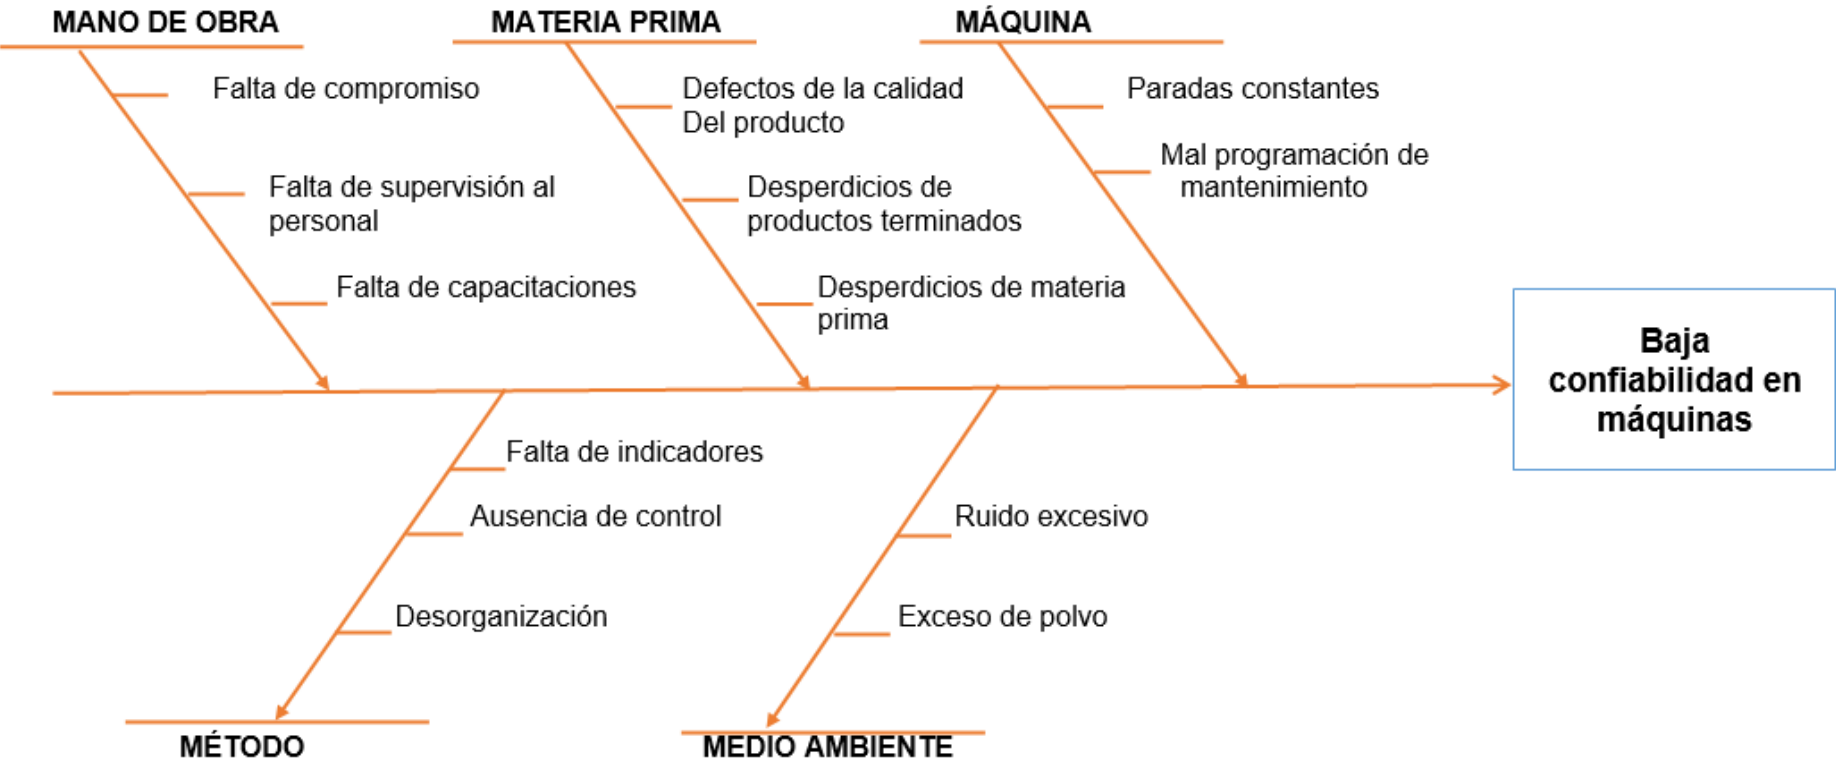 MANO DE OBRA
MATERIA PRIMA
MÁQUINA
Falta de compromiso
Falta de supervisión al
personal
Falta de capacitaciones
Defectos de la calidad
Del producto
Desperdicios de
productos terminados
Desperdicios de materia
prima
Paradas constantes
Mal programación de
mantenimiento
Baja
confiabilidad en
máquinas
Falta de indicadores
Ausencia de control
Desorganización
Ruido excesivo
Exceso de polvo
MÉTODO
MEDIO AMBIENTE